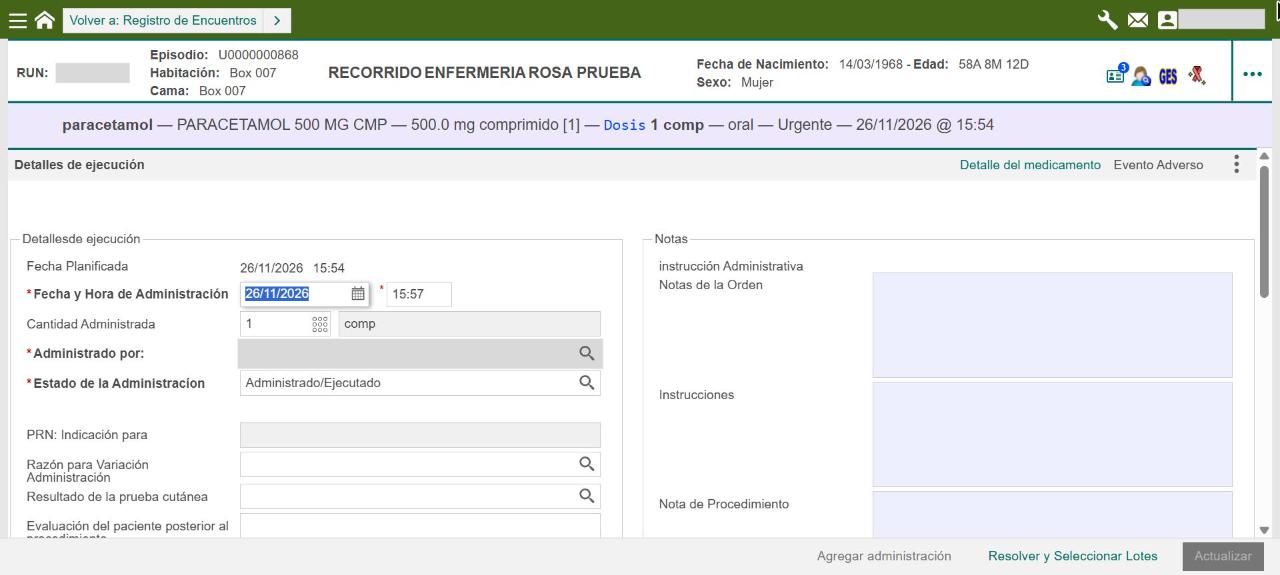 Volver a: Registro de Encuentros
RUN:
Episodio: U0000000868
Habitación: Box 007
Cama: Box 007
RECORRIDO ENFERMERIA ROSA PRUEBA
Fecha de Nacimiento: 14/03/1968 - Edad: 58A 8M 12D
Sexo: Mujer
3
GES
paracetamol — PARACETAMOL 500 MG CMP — 500.0 mg comprimido [1] — Dosis 1 comp — oral — Urgente — 26/11/2026 @ 15:54
Detalles de ejecución
Detalle del medicamento Evento Adverso
Detallesde ejecución
Fecha Planificada 26/11/2026 15:54
*Fecha y Hora de Administración 26/11/2026 * 15:57
Cantidad Administrada 1 comp
*Administrado por:
*Estado de la Administracíon Administrado/Ejecutado
PRN: Indicación para
Razón para Variación
Administración
Resultado de la prueba cutánea
Evaluación del paciente posterior al
procedimiento
Notas
instrucción Administrativa
Notas de la Orden
Instrucciones
Nota de Procedimiento
Agregar administración Resolver y Seleccionar Lotes Actualizar